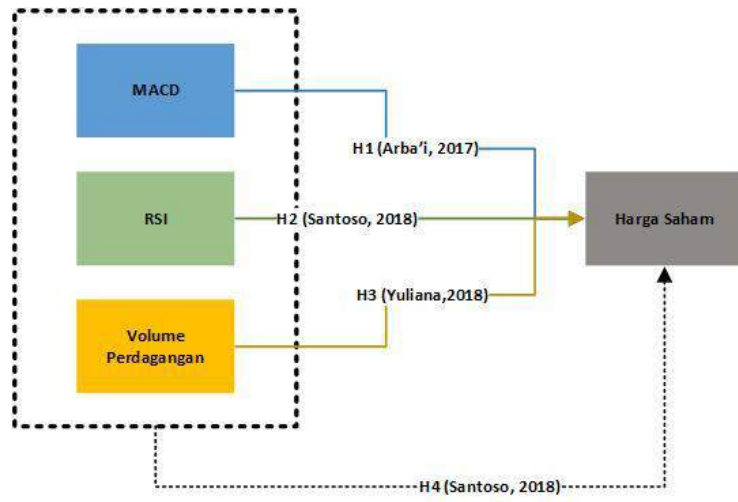 MACD
H1 (Arba'i, 2017)
RSI
H2 (Santoso, 2018)
Harga Saham
H3 (Yuliana,2018)
Volume
Perdagangan
H4 (Santoso, 2018)